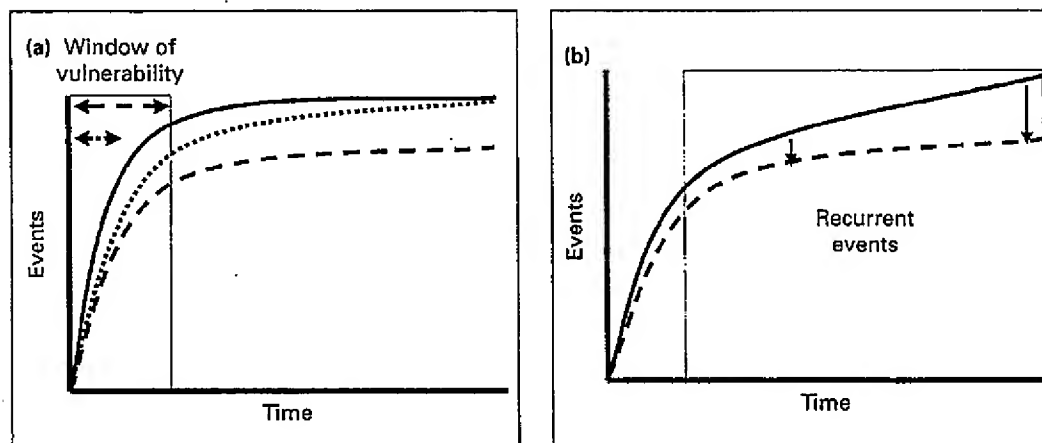 (a) Window of
vulnerability
Events
Time
(b)
Events
Recurrent
events
Time